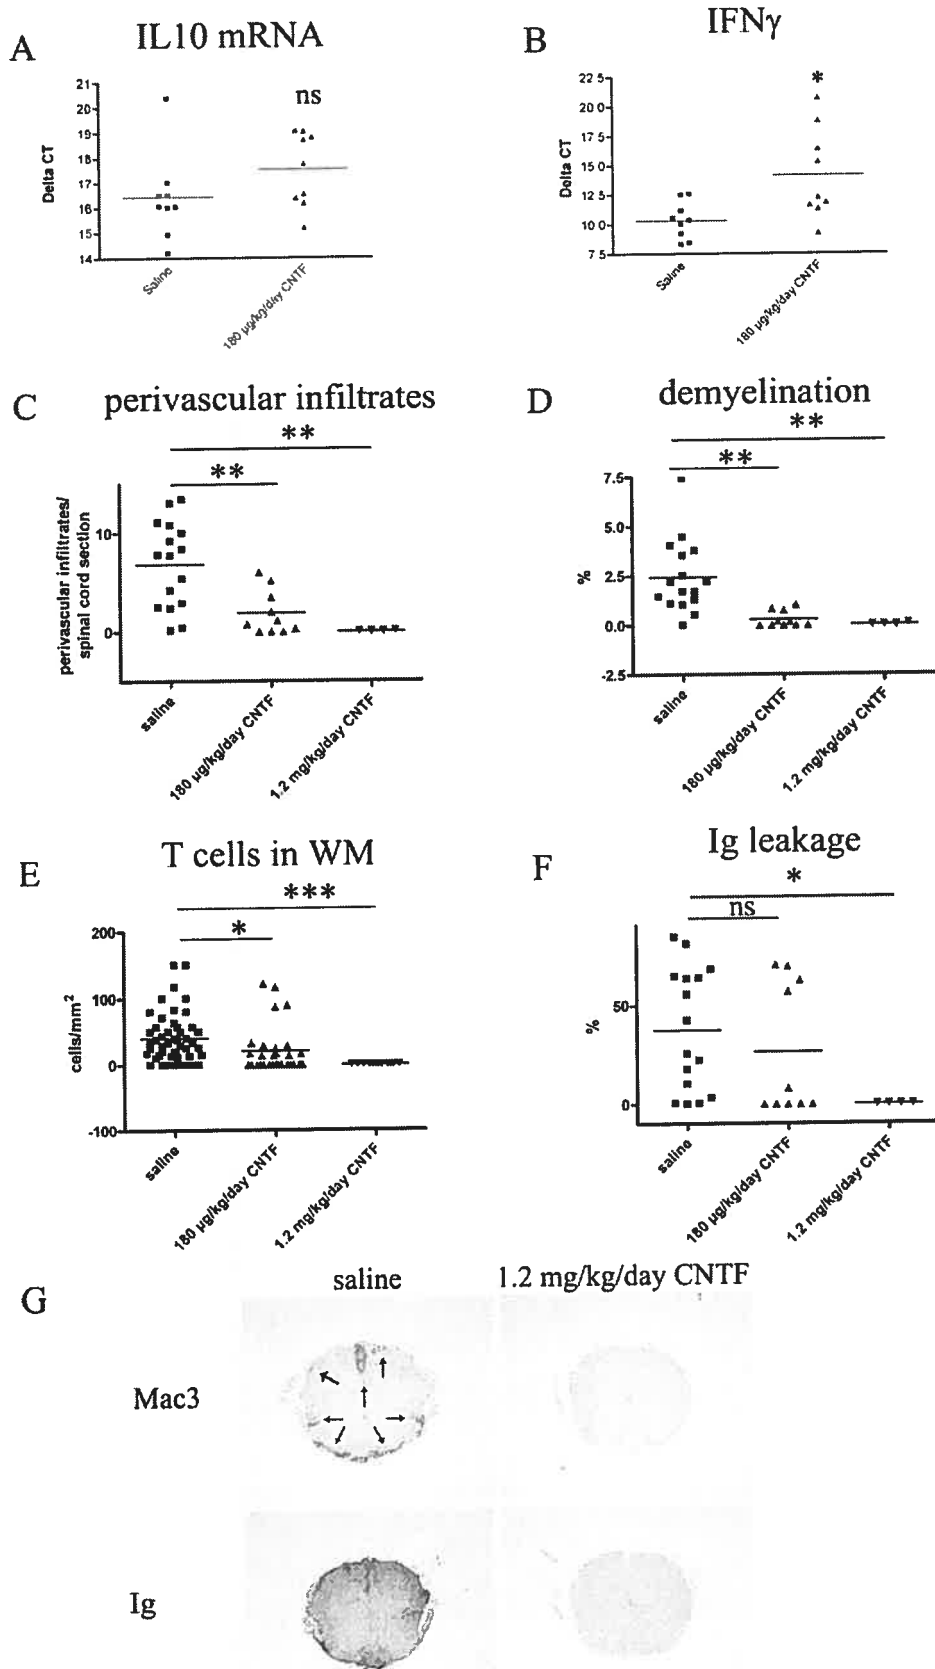 A
IL10 mRNA
Delta CT
21
20
19
18
17
16
15
14
ns
Saline
180 µg/kg/day CNTF
B
IFNγ
Delta CT
22 5
20 0
17 5
15 0
12 5
10 0
7 5
*
Saline
180 µg/kg/day CNTF
C
perivascular infiltrates
**
**
perivascular infiltrates/
spinal cord section
10
0
saline
180 µg/kg/day CNTF
1.2 mg/kg/day CNTF
D
demyelination
**
**
%
7.5
5.0
2.5
0.0
-2.5
saline
180 µg/kg/day CNTF
1.2 mg/kg/day CNTF
E
T cells in WM
***
*
cells/mm²
200
100
0
-100
saline
180 µg/kg/day CNTF
1.2 mg/kg/day CNTF
F
Ig leakage
*
ns
%
50
0
saline
180 µg/kg/day CNTF
1.2 mg/kg/day CNTF
G
saline
1.2 mg/kg/day CNTF
Mac3
Ig